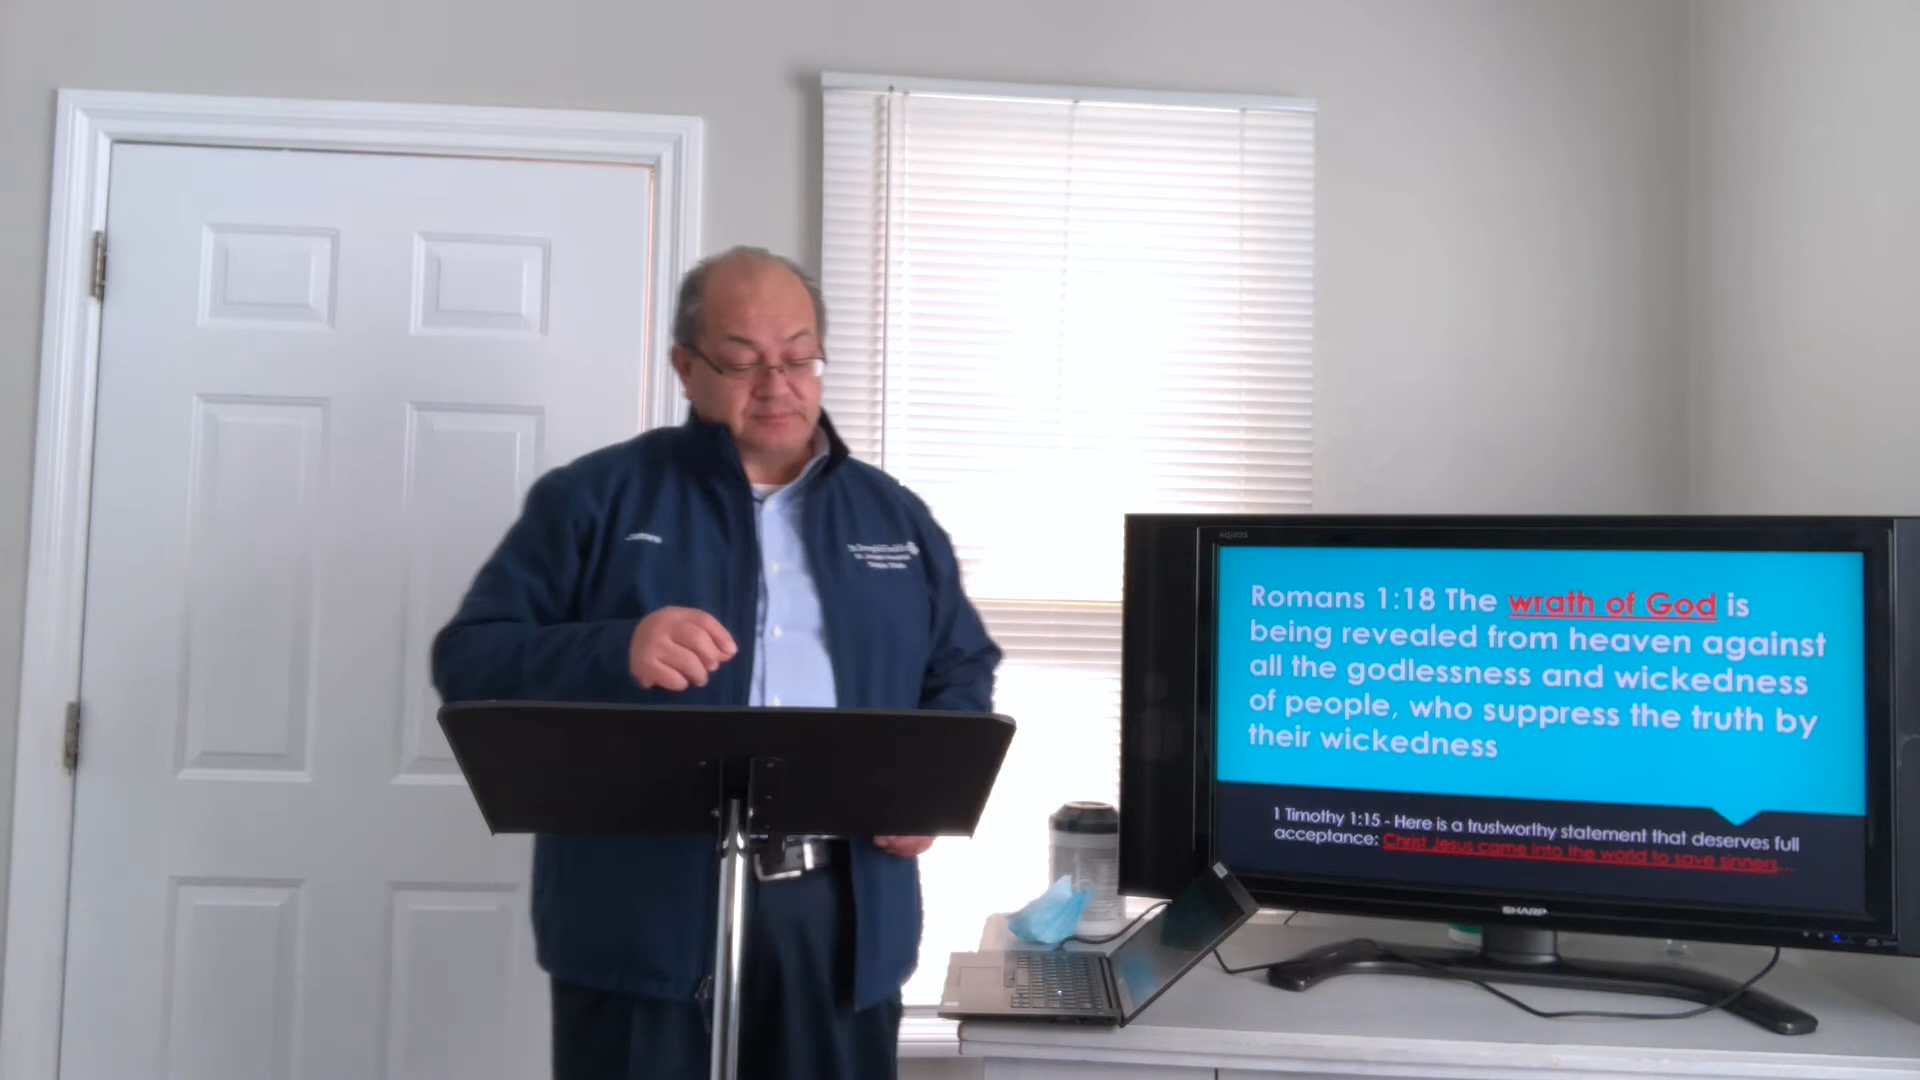 AQUOS
Romans 1:18 The wrath of God is
being revealed from heaven against
all the godlessness and wickedness
of people, who suppress the truth by
their wickedness
1 Timothy 1:15 - Here is a trustworthy statement that deserves full
acceptance: Christ Jesus came into the world to save sinners...
SHARP